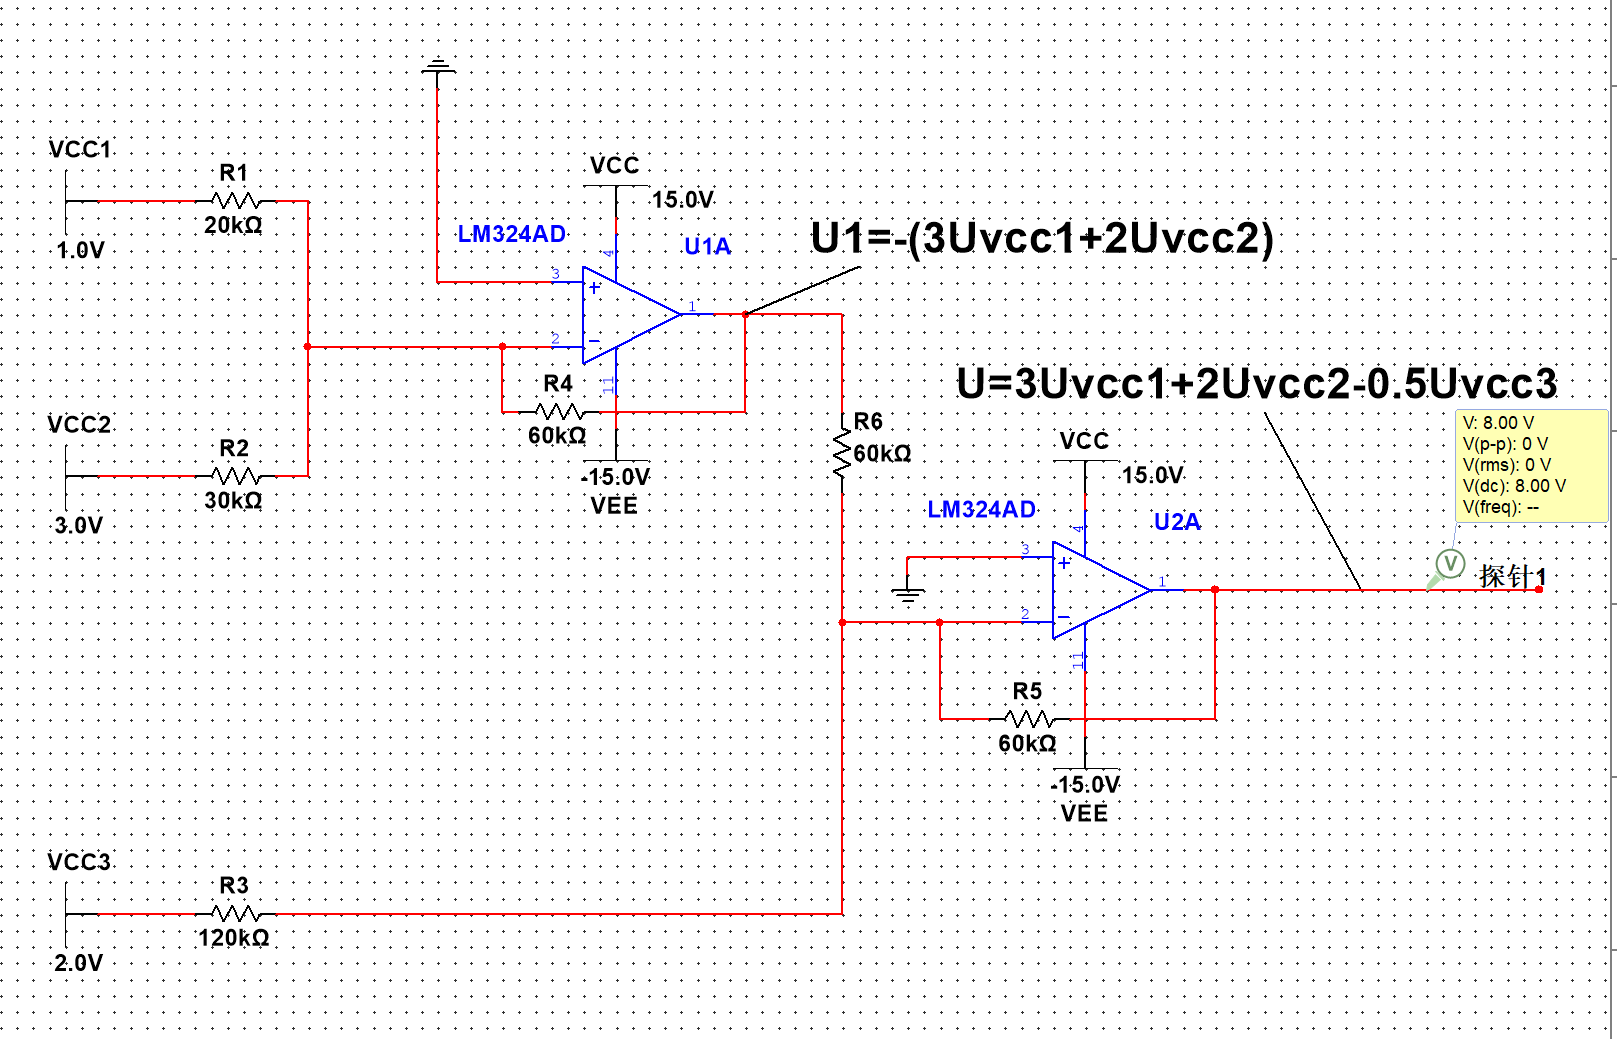 VCC1
R1
20kΩ
1.0V
VCC
15.0V
LM324AD
U1A
U1=-(3Uvcc1+2Uvcc2)
3
4
+
1
2
−
11
R4
60kΩ
-15.0V
VEE
VCC2
R2
30kΩ
3.0V
R6
60kΩ
U=3Uvcc1+2Uvcc2-0.5Uvcc3
V: 8.00 V
V(p-p): 0 V
V(rms): 0 V
V(dc): 8.00 V
V(freq): --
V
探针1
VCC
15.0V
LM324AD
U2A
3
4
+
1
2
−
11
R5
60kΩ
-15.0V
VEE
VCC3
R3
120kΩ
2.0V